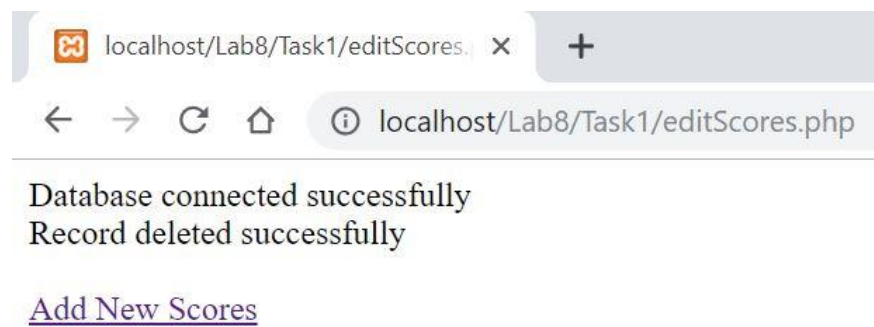 localhost/Lab8/Task1/editScores.
localhost/Lab8/Task1/editScores.php
Database connected successfully
Record deleted successfully
Add New Scores